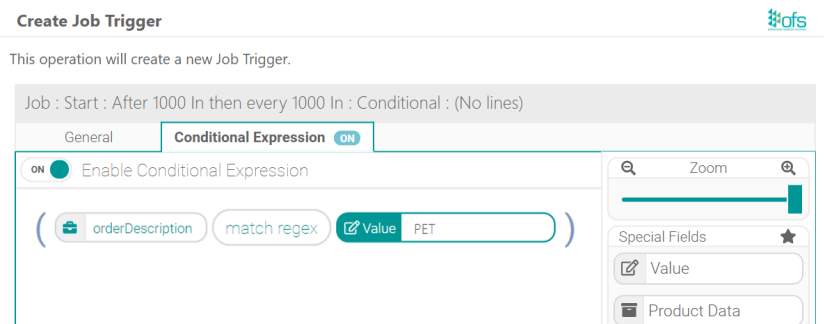 Create Job Trigger
ofs
This operation will create a new Job Trigger.
Job : Start : After 1000 In then every 1000 In : Conditional : (No lines)
General Conditional Expression ON
ON Enable Conditional Expression
Zoom
( orderDescription match regex Value PET )
Special Fields
Value
Product Data